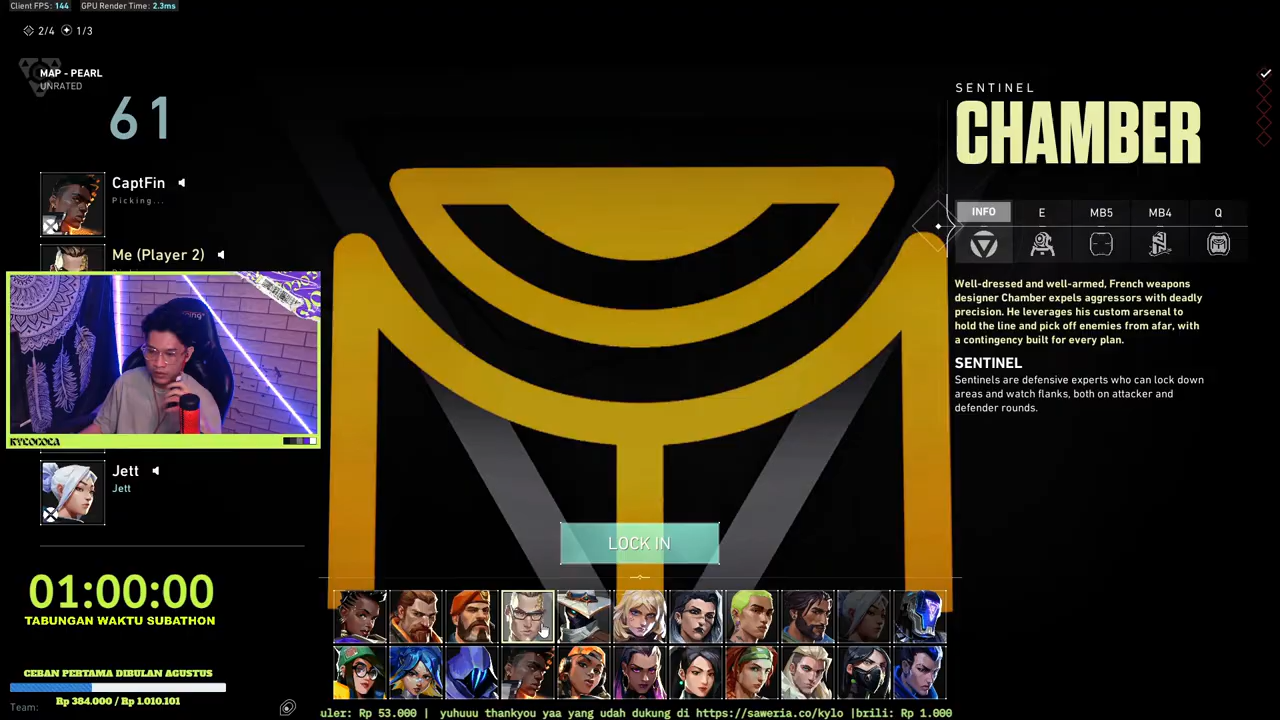 Client FPS: 144 GPU Render Time: 2.3ms
2/4 1/3
MAP - PEARL
UNRATED
61
CaptFin
Picking...
Me (Player 2)
KYCOCOCA
Jett
Jett
01:00:00
TABUNGAN WAKTU SUBATHON
CEBAN PERTAMA DIBULAN AGUSTUS
Rp 384.000 / Rp 1.010.101
Team:
LOCK IN
SENTINEL
CHAMBER
INFO E MB5 MB4 Q
Well-dressed and well-armed, French weapons
designer Chamber expels aggressors with deadly
precision. He leverages his custom arsenal to
hold the line and pick off enemies from afar, with
a contingency built for every plan.
SENTINEL
Sentinels are defensive experts who can lock down
areas and watch flanks, both on attacker and
defender rounds.
uler: Rp 53.000 | yuhuuu thankyou yaa yang udah dukung di https://saweria.co/kylo |brili: Rp 1.000